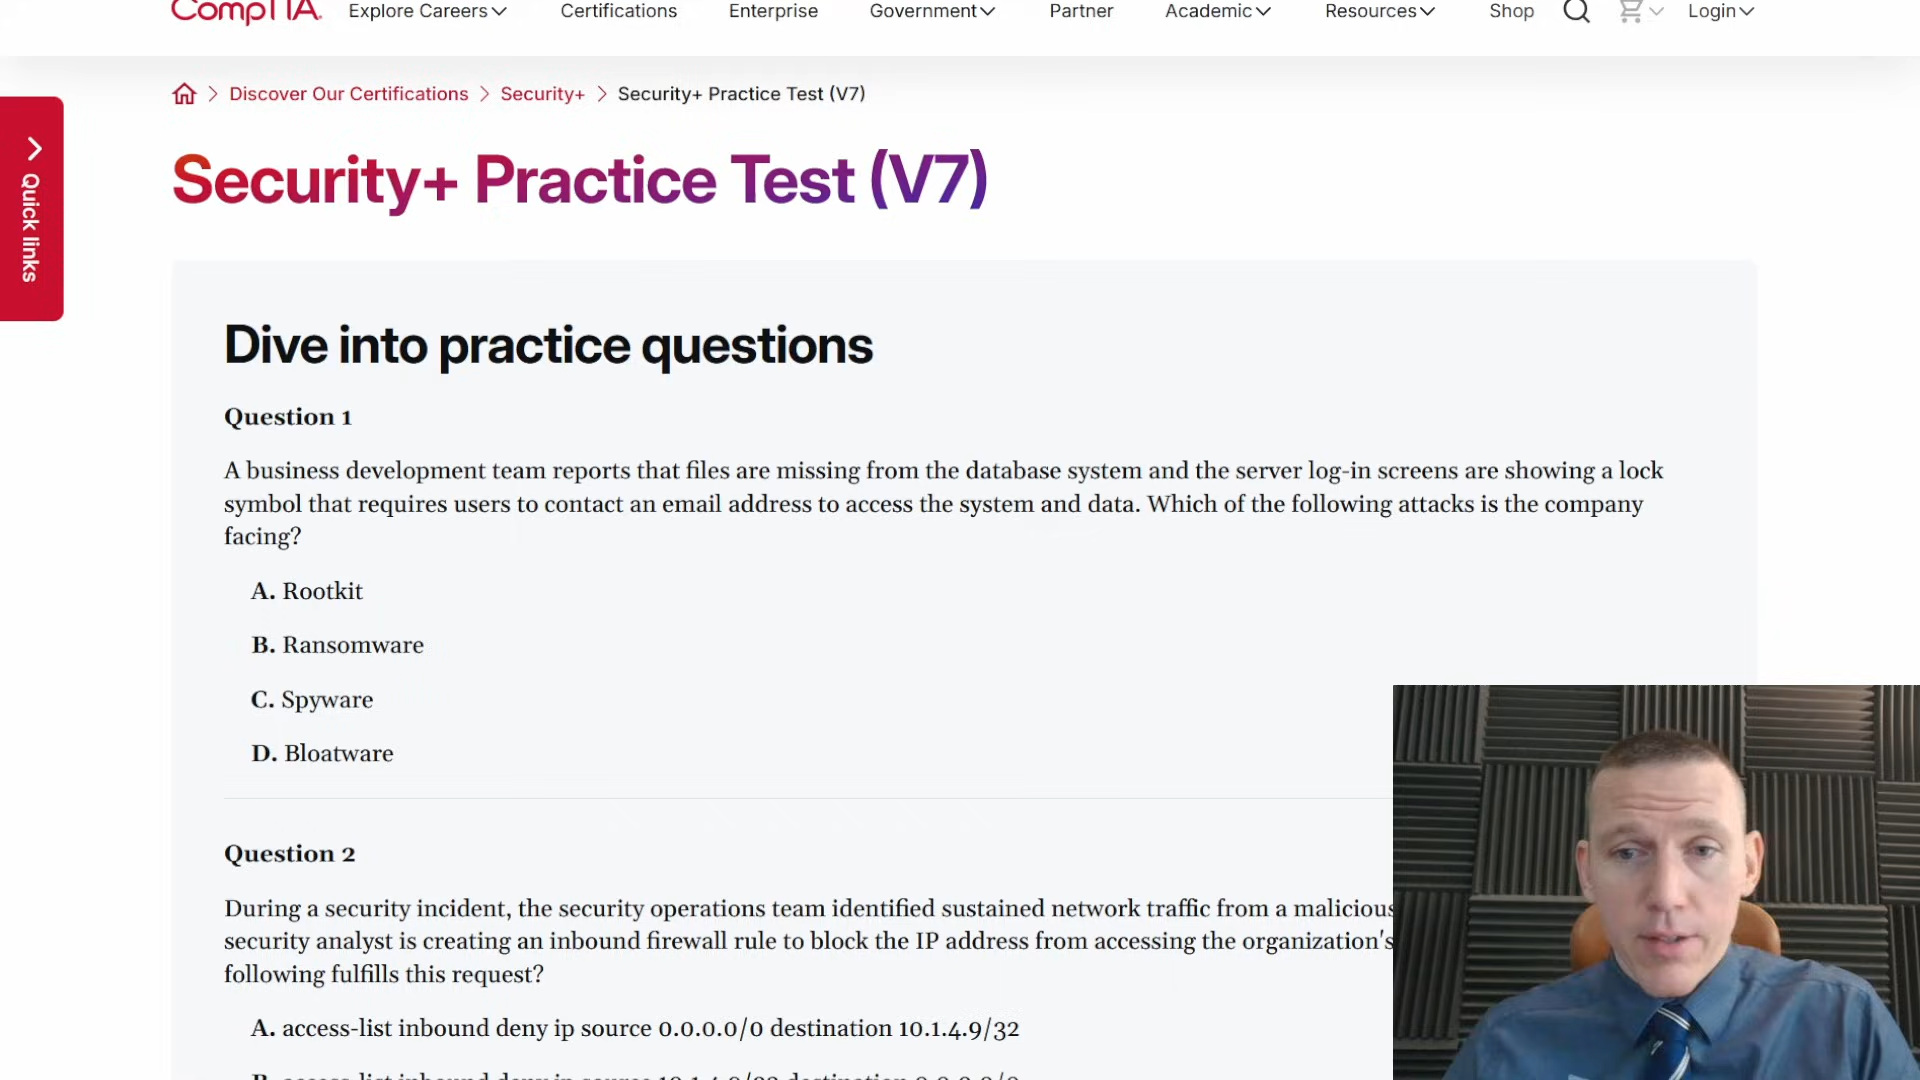 CompTIA.
Explore Careers
Certifications
Enterprise
Government
Partner
Academic
Resources
Shop
Login
Discover Our Certifications > Security+ > Security+ Practice Test (V7)
Quick links
Security+ Practice Test (V7)
Dive into practice questions
Question 1
A business development team reports that files are missing from the database system and the server log-in screens are showing a lock
symbol that requires users to contact an email address to access the system and data. Which of the following attacks is the company
facing?
A. Rootkit
B. Ransomware
C. Spyware
D. Bloatware
Question 2
During a security incident, the security operations team identified sustained network traffic from a malicious
security analyst is creating an inbound firewall rule to block the IP address from accessing the organization's
following fulfills this request?
A. access-list inbound deny ip source 0.0.0.0/0 destination 10.1.4.9/32